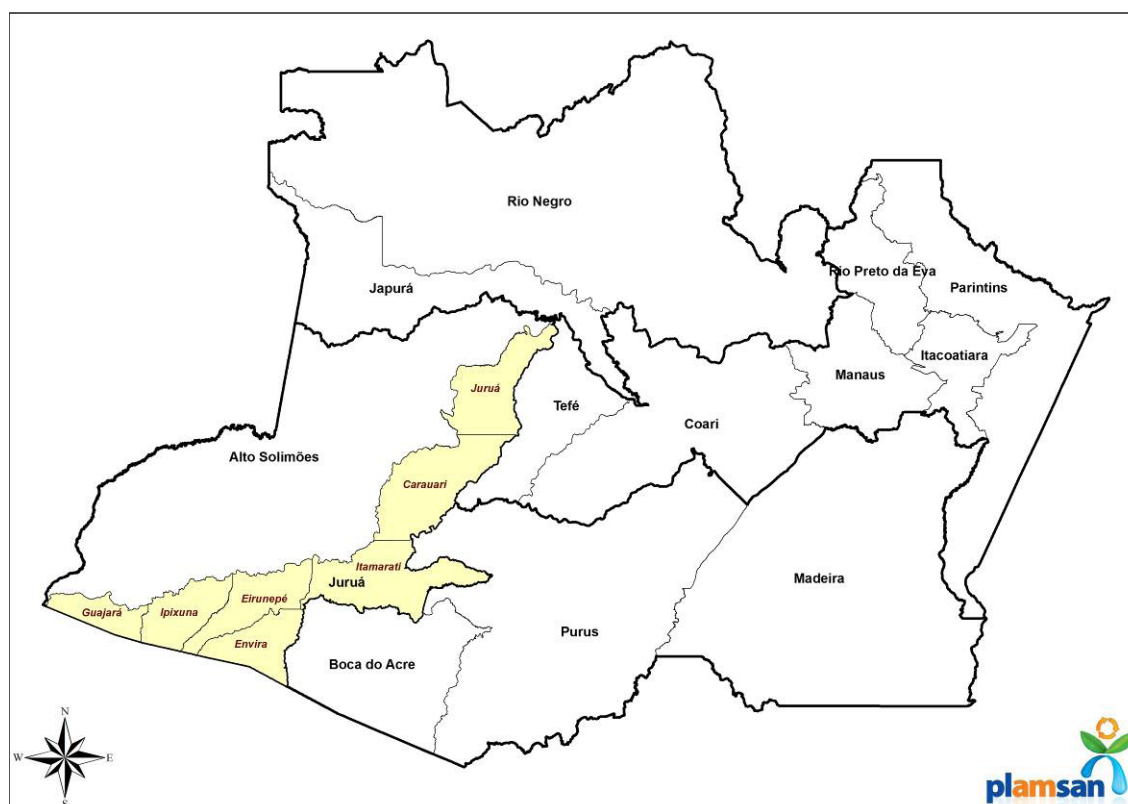 Rio Negro
Rio Preto da Eva
Parintins
Japurá
Itacoatiara
Manaus
Juruá
Tefé
Coari
Alto Solimões
Carauari
Itamarati
Juruá
Madeira
Eirunepé
Ipixuna
Guajará
Envira
Purus
Boca do Acre
N
W
E
S
plamsan